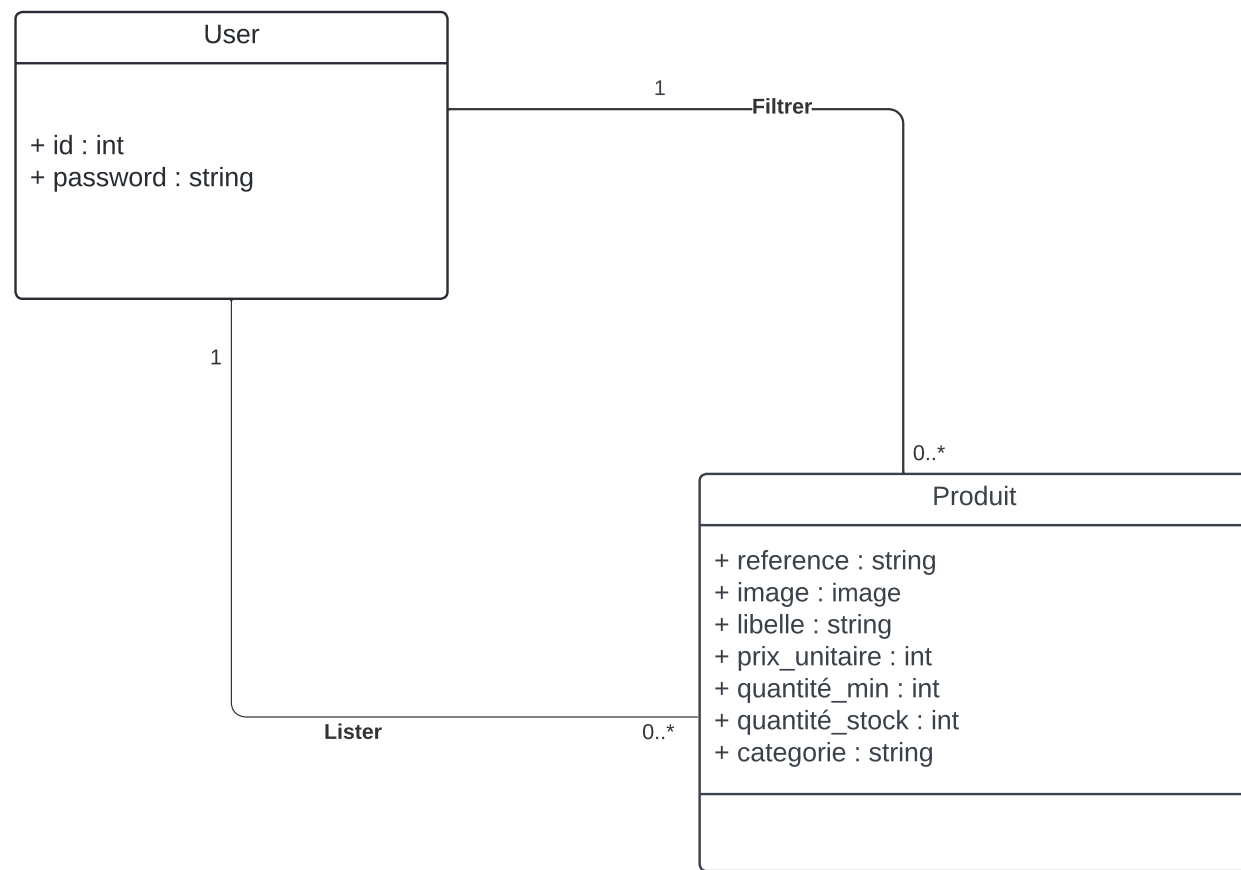 User
+ id : int
+ password : string
1
Filtrer
1
0..*
Produit
+ reference : string
+ image : image
+ libelle : string
+ prix_unitaire : int
+ quantité_min : int
+ quantité_stock : int
+ categorie : string
Lister
0..*